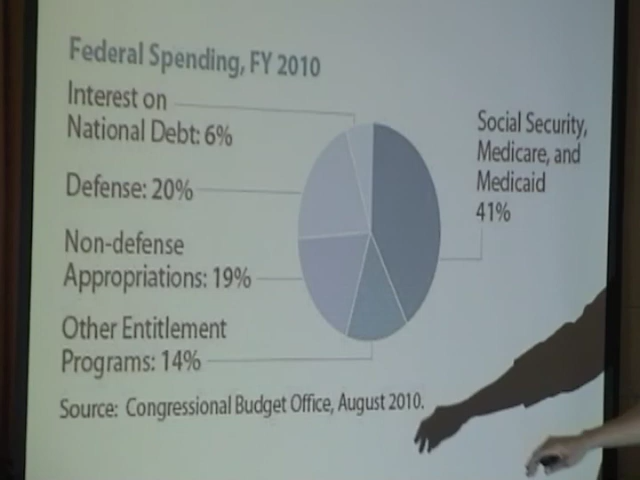 Federal Spending, FY 2010
Interest on
National Debt: 6%
Defense: 20%
Non-defense
Appropriations: 19%
Other Entitlement
Programs: 14%
Social Security,
Medicare, and
Medicaid
41%
Source: Congressional Budget Office, August 2010.